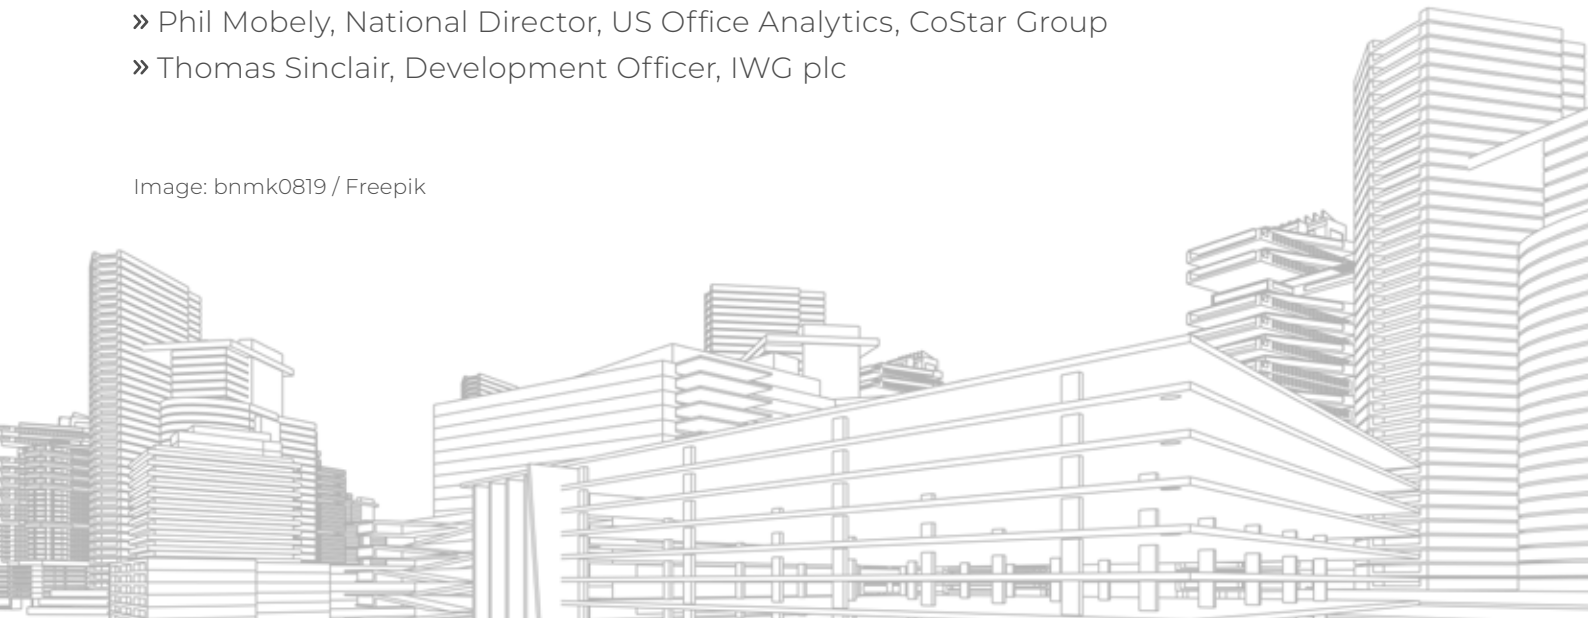 » Phil Mobely, National Director, US Office Analytics, CoStar Group
» Thomas Sinclair, Development Officer, IWG plc
Image: bnmk0819 / Freepik